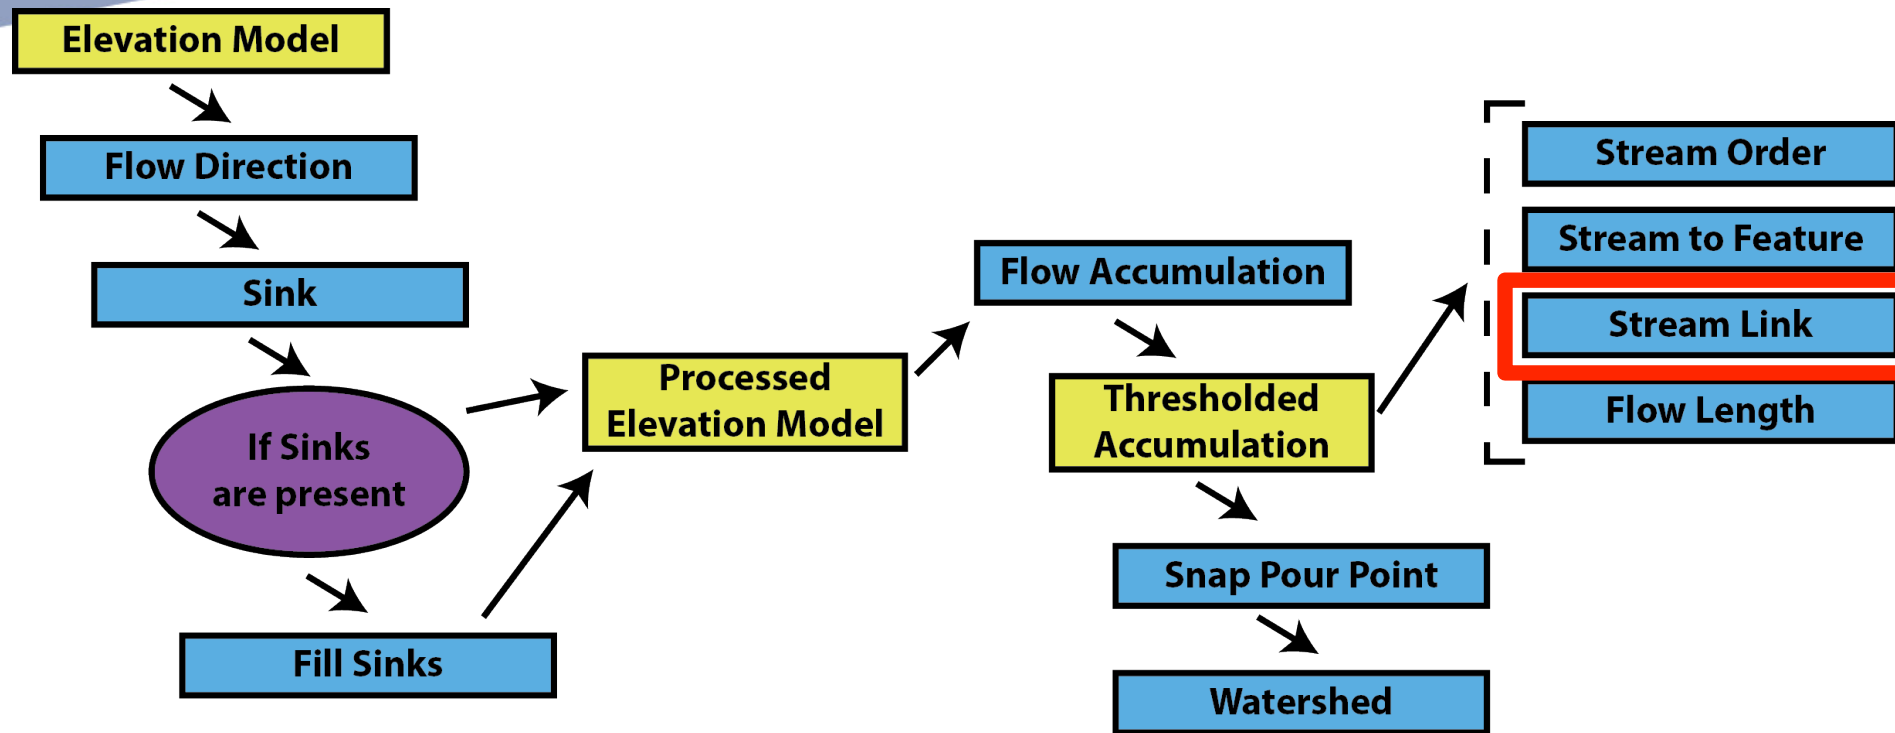 Elevation Model
Flow Direction
Sink
If Sinks
are present
Fill Sinks
Processed
Elevation Model
Flow Accumulation
Thresholded
Accumulation
Snap Pour Point
Watershed
Stream Order
Stream to Feature
Stream Link
Flow Length